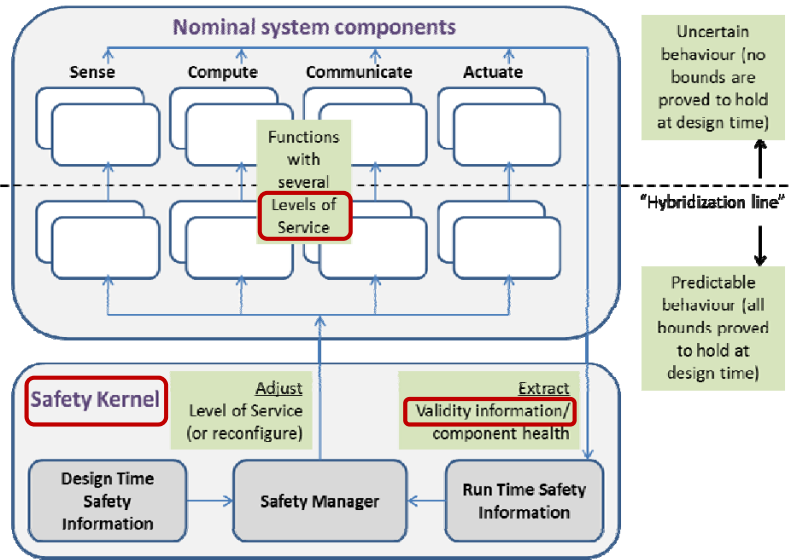 Nominal system components
Sense
Compute
Communicate
Actuate
Functions
with
several
Levels of
Service
Uncertain
behaviour (no
bounds are
proved to hold
at design time)
"Hybridization line"
Predictable
behaviour (all
bounds proved
to hold at
design time)
Safety Kernel
Adjust
Level of Service
(or reconfigure)
Extract
Validity information/
component health
Design Time
Safety
Information
Safety Manager
Run Time Safety
Information